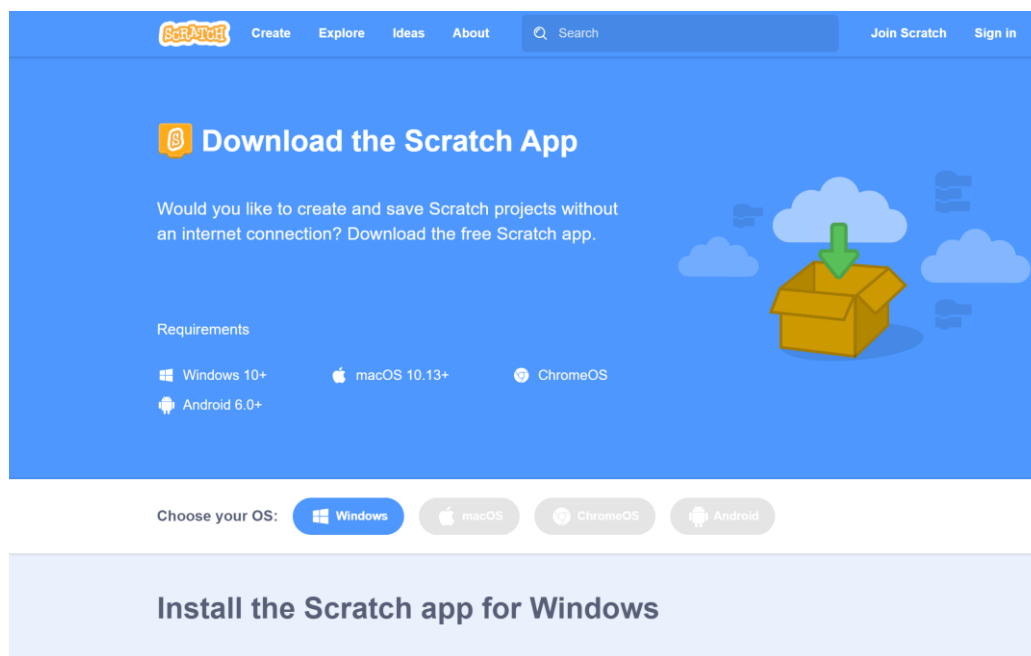 SCRATCH Create Explore Ideas About Search Join Scratch Sign in
Download the Scratch App
Would you like to create and save Scratch projects without
an internet connection? Download the free Scratch app.
Requirements
Windows 10+ macOS 10.13+ ChromeOS
Android 6.0+
Choose your OS: Windows macOS ChromeOS Android
Install the Scratch app for Windows